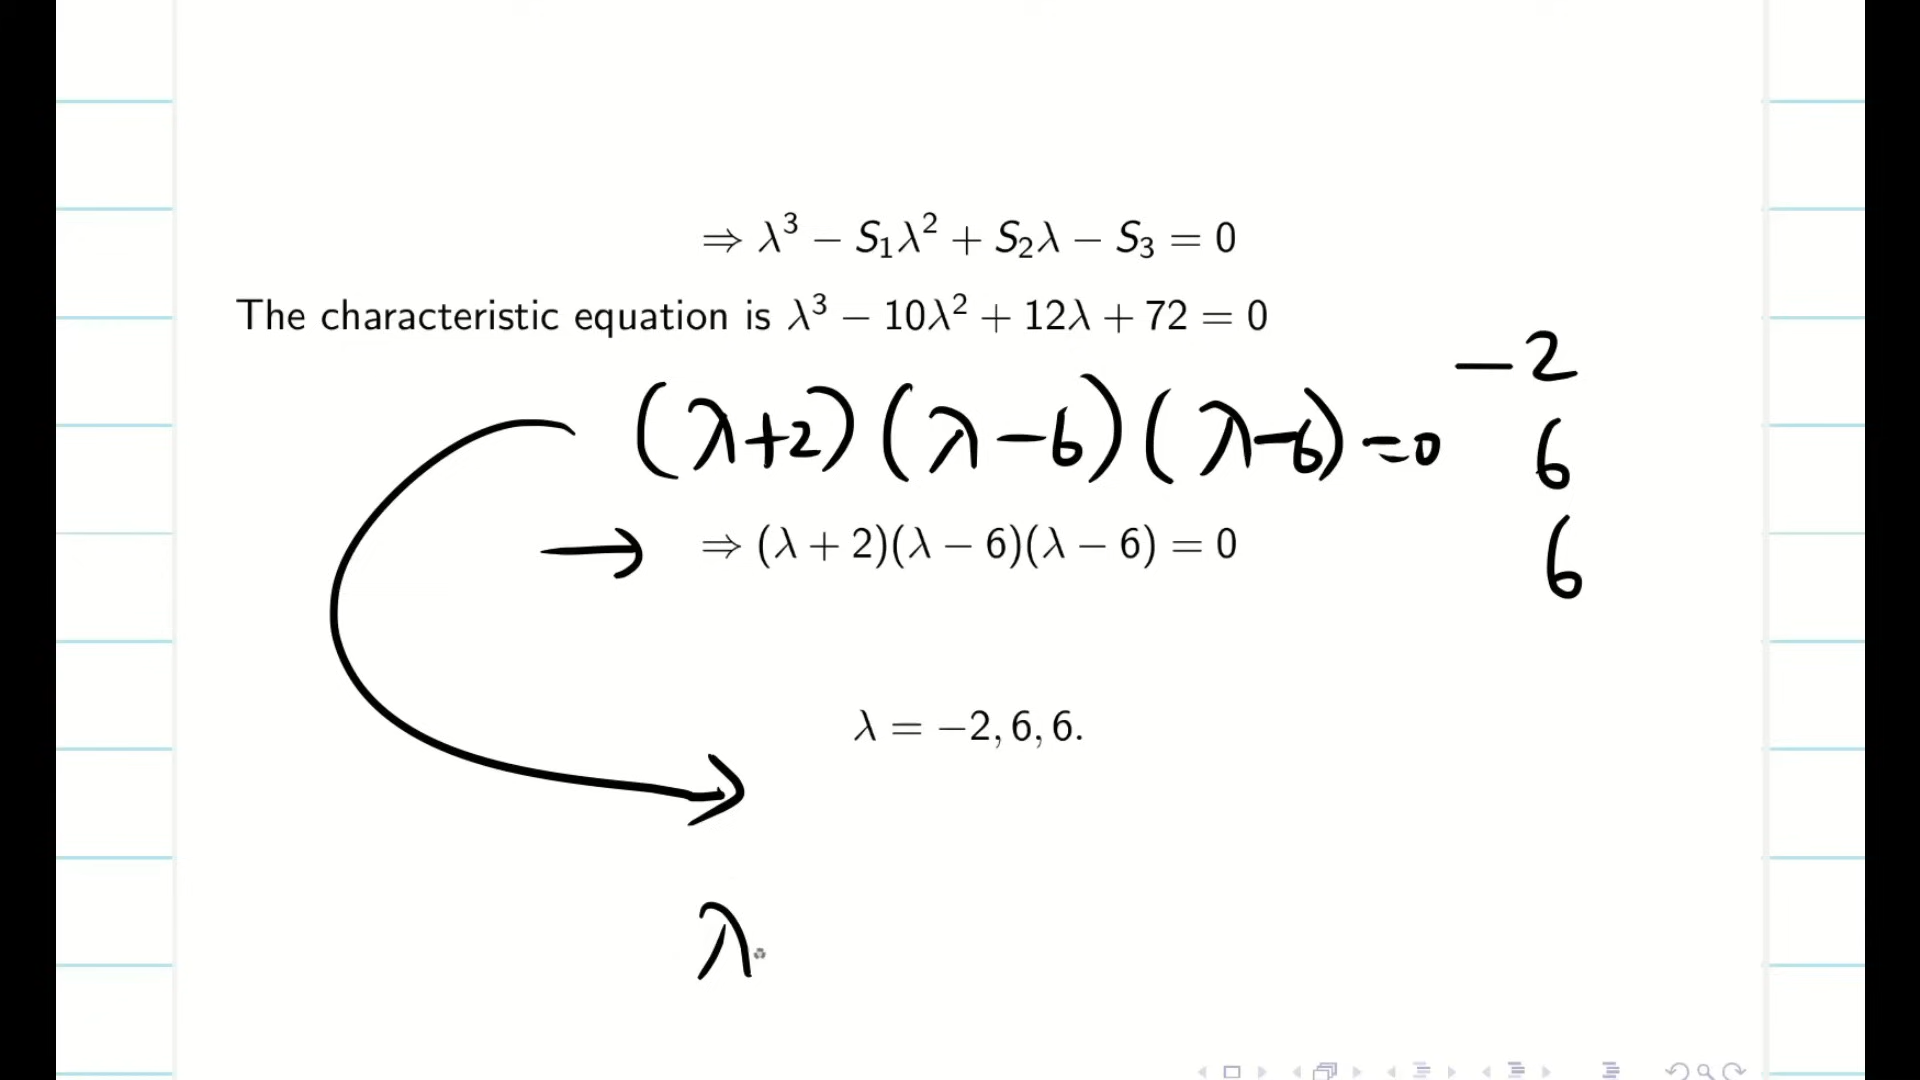 ⇒ λ³ − S₁λ² + S₂λ − S₃ = 0
The characteristic equation is λ³ − 10λ² + 12λ + 72 = 0
(λ+2)(λ−6)(λ−6)=0
−2
6
6
→ ⇒ (λ + 2)(λ − 6)(λ − 6) = 0
λ = −2, 6, 6.
λ